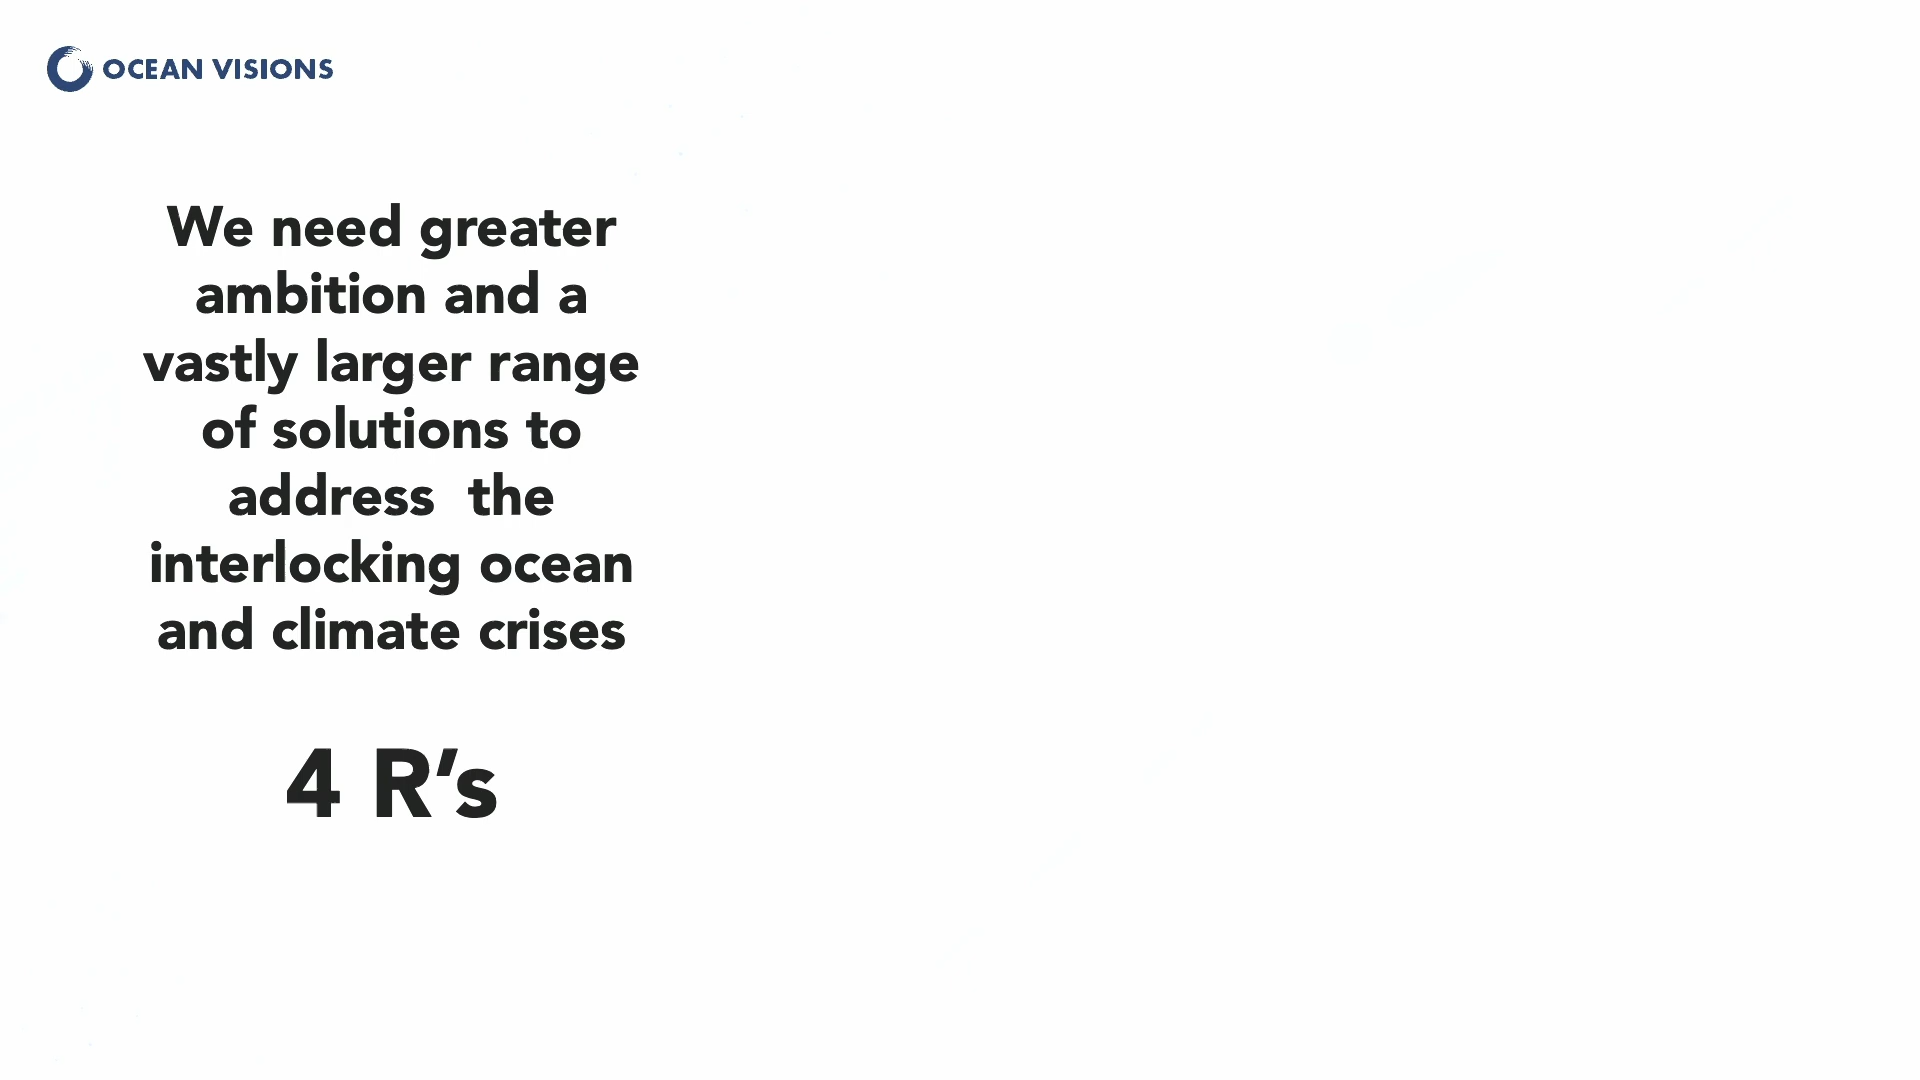 OCEAN VISIONS
We need greater
ambition and a
vastly larger range
of solutions to
address  the
interlocking ocean
and climate crises
4 R’s